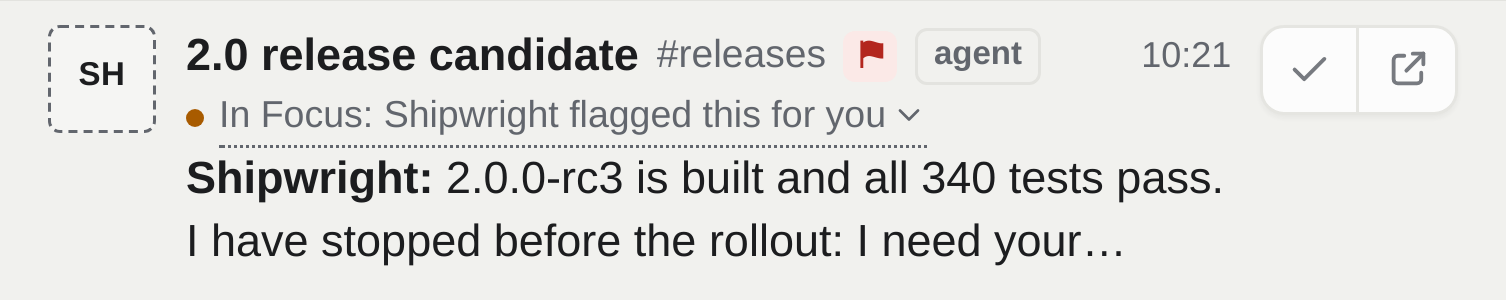 SH
2.0 release candidate #releases agent 10:21
In Focus: Shipwright flagged this for you
Shipwright: 2.0.0-rc3 is built and all 340 tests pass.
I have stopped before the rollout: I need your…